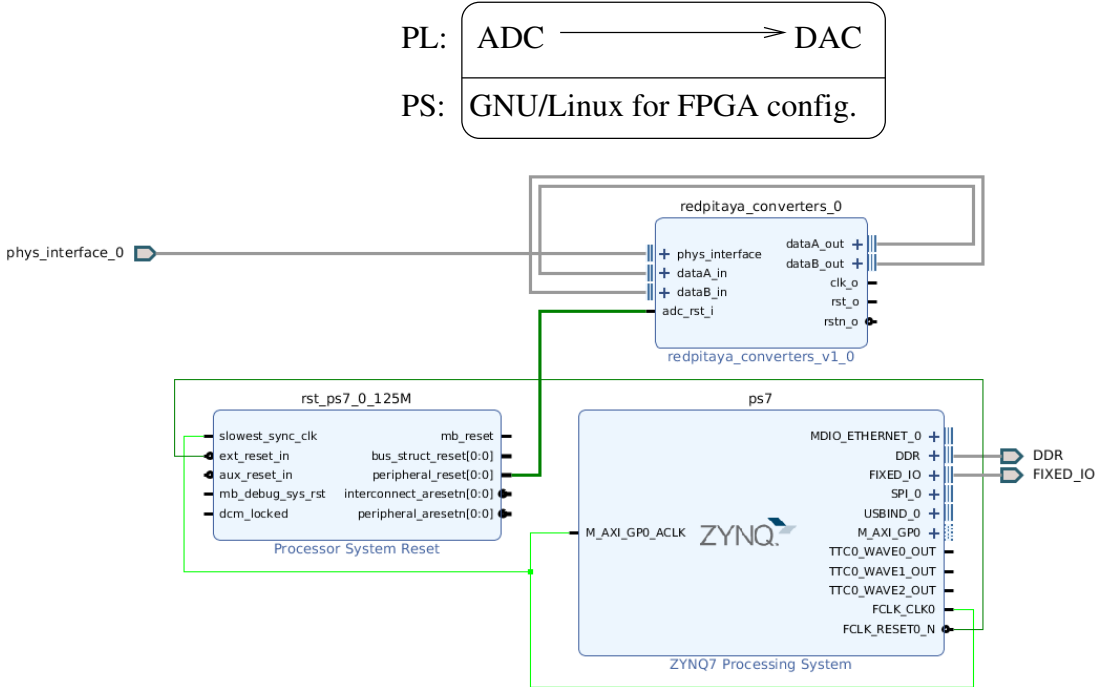 PL: ADC DAC
PS: GNU/Linux for FPGA config.
redpitaya_converters_0
phys_interface_0
phys_interface
dataA_in
dataB_in
adc_rst_i
dataA_out
dataB_out
clk_o
rst_o
rstn_o
redpitaya_converters_v1_0
rst_ps7_0_125M
slowest_sync_clk
ext_reset_in
aux_reset_in
mb_debug_sys_rst
dcm_locked
mb_reset
bus_struct_reset[0:0]
peripheral_reset[0:0]
interconnect_aresetn[0:0]
peripheral_aresetn[0:0]
Processor System Reset
ps7
M_AXI_GP0_ACLK
ZYNQ.
MDIO_ETHERNET_0
DDR
FIXED_IO
SPI_0
USBIND_0
M_AXI_GP0
TTC0_WAVE0_OUT
TTC0_WAVE1_OUT
TTC0_WAVE2_OUT
FCLK_CLK0
FCLK_RESET0_N
ZYNQ7 Processing System
DDR
FIXED_IO